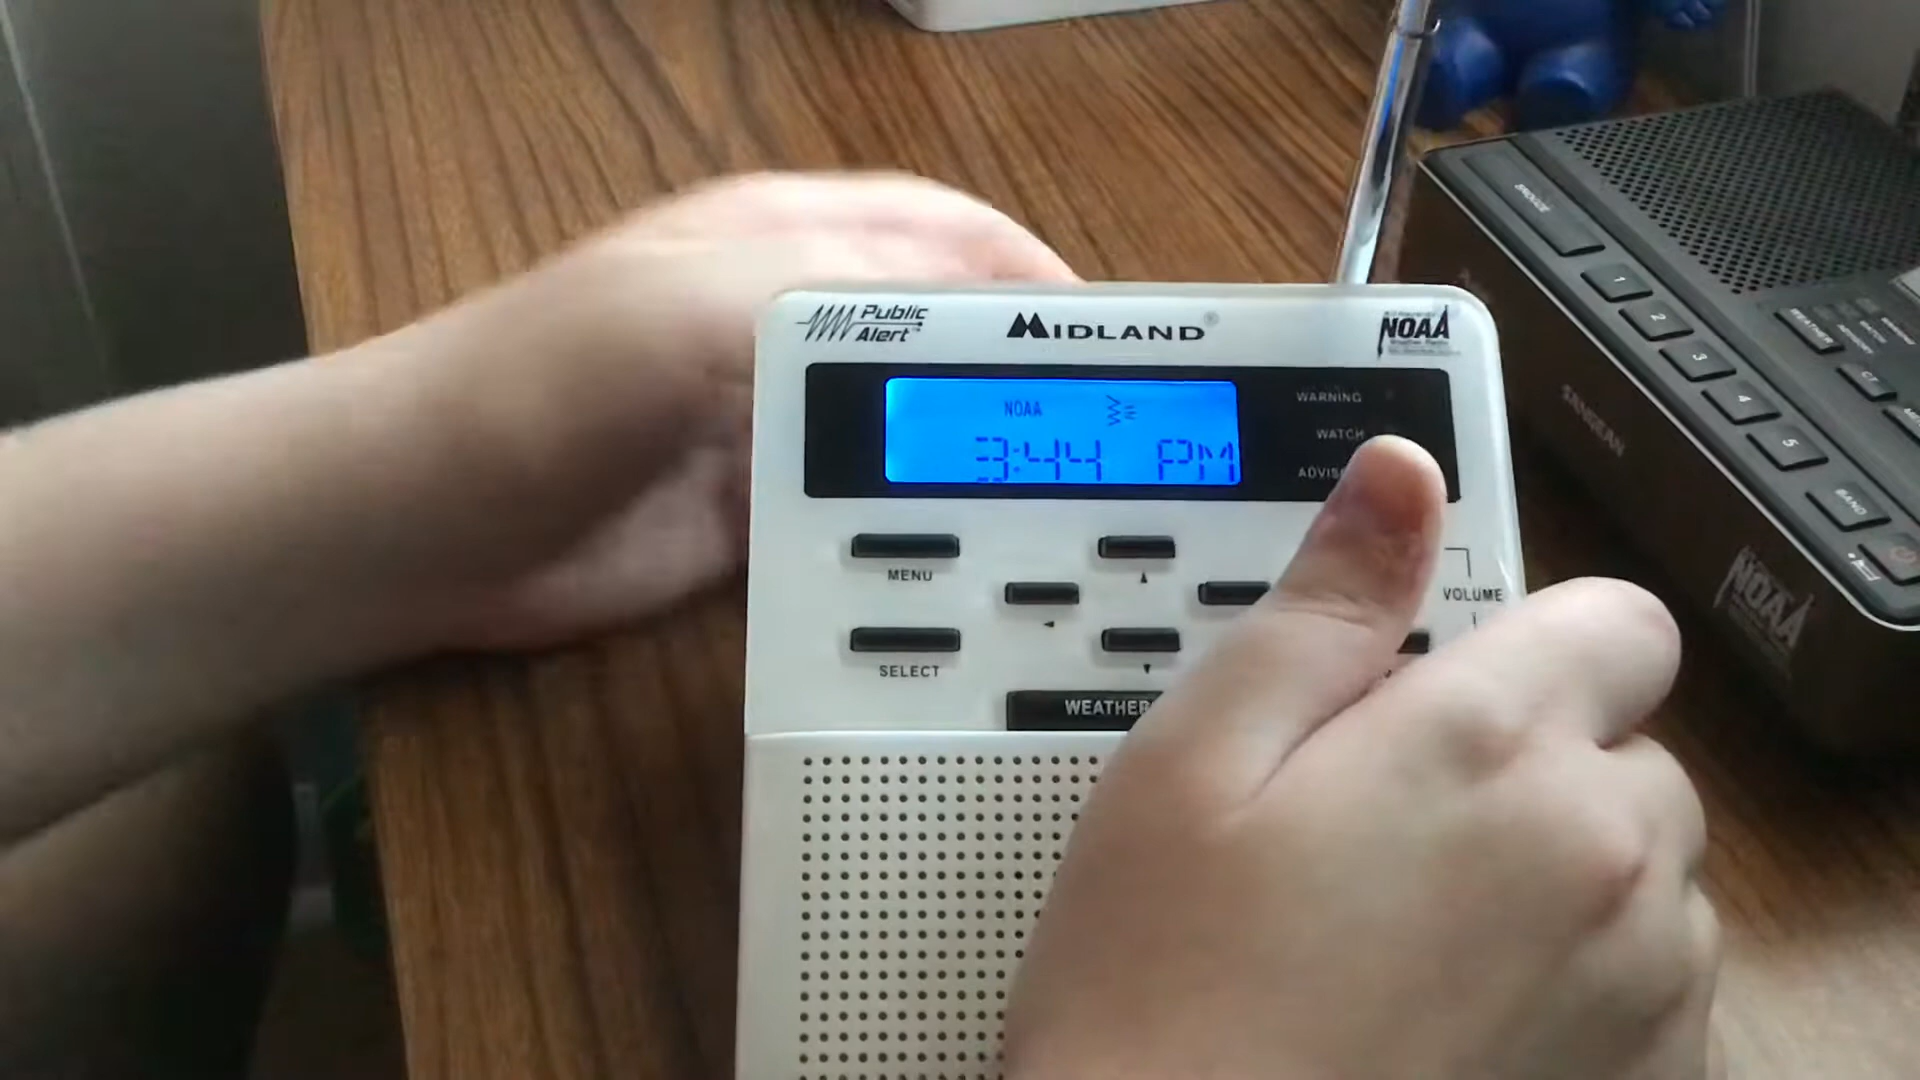 Public
Alert
MIDLAND®
NOAA
NOAA
3:44 PM
WARNING
WATCH
MENU
SELECT
VOLUME
SNOOZE
1
2
3
4
5
BAND
WEATHER
SANGEAN
NOAA